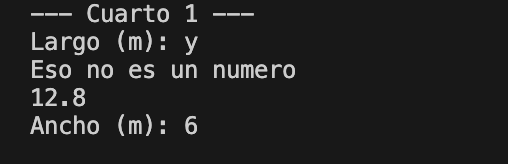 --- Cuarto 1 ---
Largo (m): y
Eso no es un numero
12.8
Ancho (m): 6